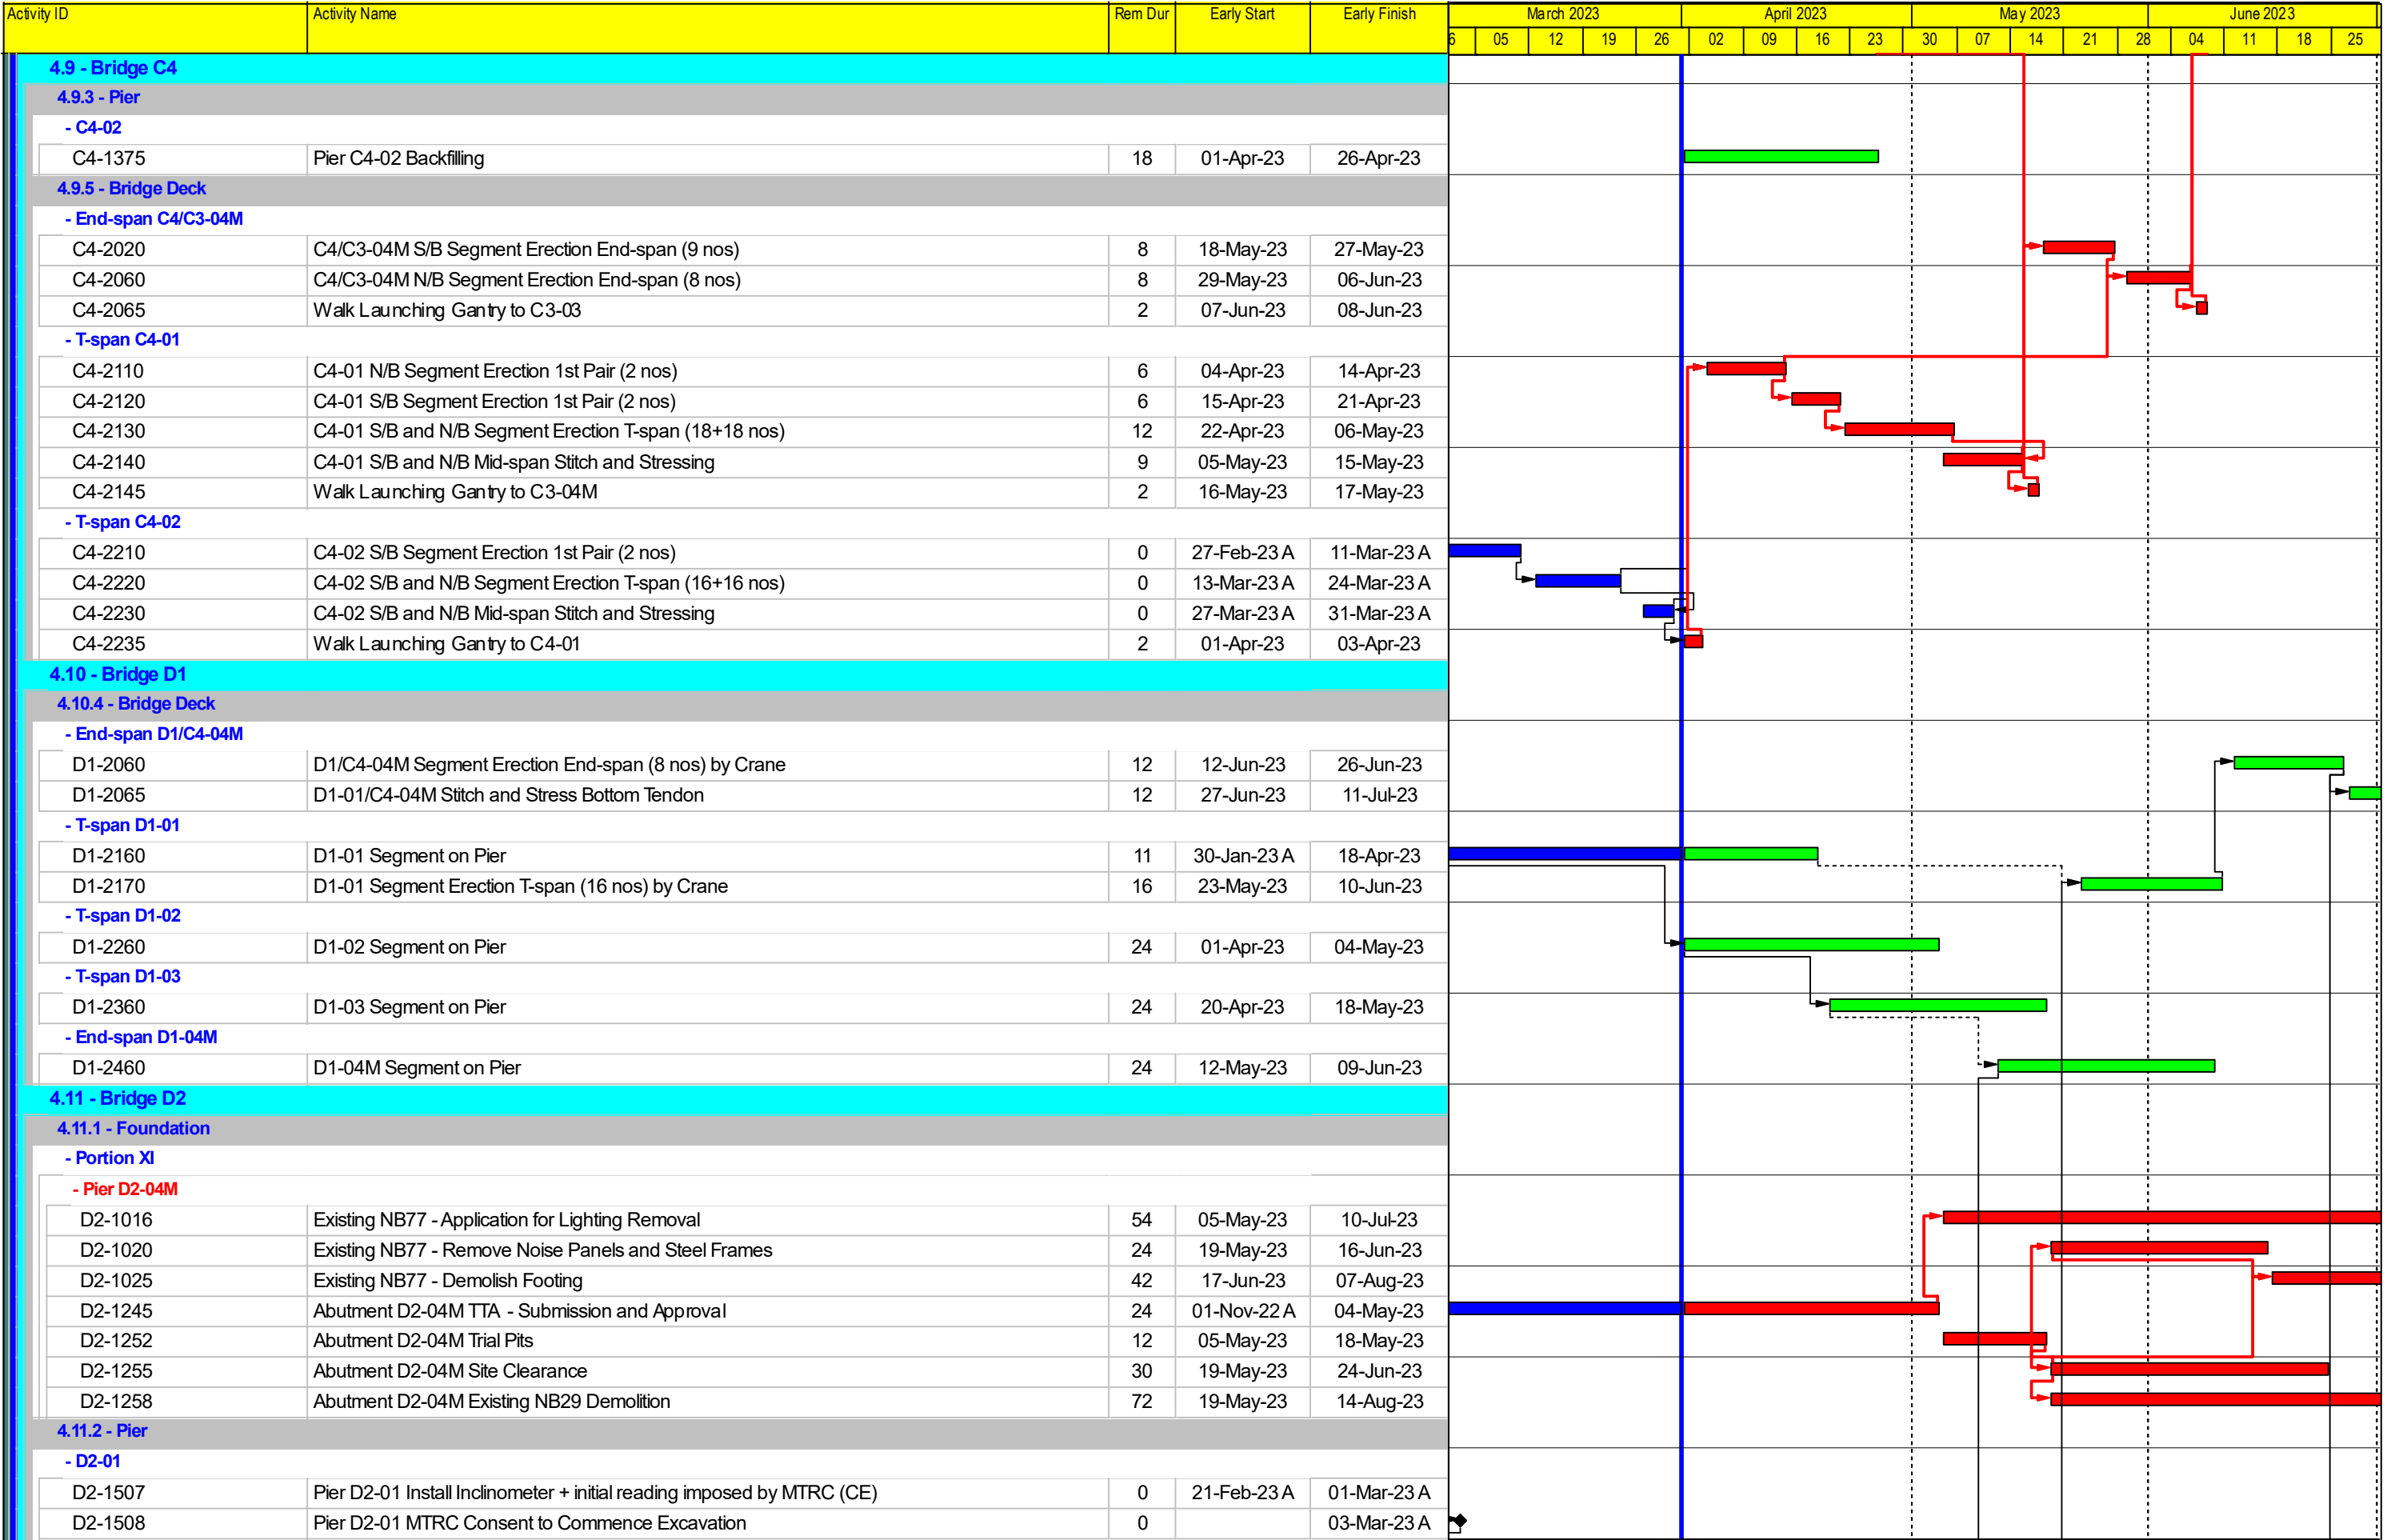 Activity ID Activity Name Rem Dur Early Start Early Finish March 2023 April 2023 May 2023 June 2023
6 05 12 19 26 02 09 16 23 30 07 14 21 28 04 11 18 25
4.9 - Bridge C4
4.9.3 - Pier
- C4-02
C4-1375 Pier C4-02 Backfilling 18 01-Apr-23 26-Apr-23
4.9.5 - Bridge Deck
- End-span C4/C3-04M
C4-2020 C4/C3-04M S/B Segment Erection End-span (9 nos) 8 18-May-23 27-May-23
C4-2060 C4/C3-04M N/B Segment Erection End-span (8 nos) 8 29-May-23 06-Jun-23
C4-2065 Walk Launching Gantry to C3-03 2 07-Jun-23 08-Jun-23
- T-span C4-01
C4-2110 C4-01 N/B Segment Erection 1st Pair (2 nos) 6 04-Apr-23 14-Apr-23
C4-2120 C4-01 S/B Segment Erection 1st Pair (2 nos) 6 15-Apr-23 21-Apr-23
C4-2130 C4-01 S/B and N/B Segment Erection T-span (18+18 nos) 12 22-Apr-23 06-May-23
C4-2140 C4-01 S/B and N/B Mid-span Stitch and Stressing 9 05-May-23 15-May-23
C4-2145 Walk Launching Gantry to C3-04M 2 16-May-23 17-May-23
- T-span C4-02
C4-2210 C4-02 S/B Segment Erection 1st Pair (2 nos) 0 27-Feb-23 A 11-Mar-23 A
C4-2220 C4-02 S/B and N/B Segment Erection T-span (16+16 nos) 0 13-Mar-23 A 24-Mar-23 A
C4-2230 C4-02 S/B and N/B Mid-span Stitch and Stressing 0 27-Mar-23 A 31-Mar-23 A
C4-2235 Walk Launching Gantry to C4-01 2 01-Apr-23 03-Apr-23
4.10 - Bridge D1
4.10.4 - Bridge Deck
- End-span D1/C4-04M
D1-2060 D1/C4-04M Segment Erection End-span (8 nos) by Crane 12 12-Jun-23 26-Jun-23
D1-2065 D1-01/C4-04M Stitch and Stress Bottom Tendon 12 27-Jun-23 11-Jul-23
- T-span D1-01
D1-2160 D1-01 Segment on Pier 11 30-Jan-23 A 18-Apr-23
D1-2170 D1-01 Segment Erection T-span (16 nos) by Crane 16 23-May-23 10-Jun-23
- T-span D1-02
D1-2260 D1-02 Segment on Pier 24 01-Apr-23 04-May-23
- T-span D1-03
D1-2360 D1-03 Segment on Pier 24 20-Apr-23 18-May-23
- End-span D1-04M
D1-2460 D1-04M Segment on Pier 24 12-May-23 09-Jun-23
4.11 - Bridge D2
4.11.1 - Foundation
- Portion XI
- Pier D2-04M
D2-1016 Existing NB77 - Application for Lighting Removal 54 05-May-23 10-Jul-23
D2-1020 Existing NB77 - Remove Noise Panels and Steel Frames 24 19-May-23 16-Jun-23
D2-1025 Existing NB77 - Demolish Footing 42 17-Jun-23 07-Aug-23
D2-1245 Abutment D2-04M TTA - Submission and Approval 24 01-Nov-22 A 04-May-23
D2-1252 Abutment D2-04M Trial Pits 12 05-May-23 18-May-23
D2-1255 Abutment D2-04M Site Clearance 30 19-May-23 24-Jun-23
D2-1258 Abutment D2-04M Existing NB29 Demolition 72 19-May-23 14-Aug-23
4.11.2 - Pier
- D2-01
D2-1507 Pier D2-01 Install Inclinometer + initial reading imposed by MTRC (CE) 0 21-Feb-23 A 01-Mar-23 A
D2-1508 Pier D2-01 MTRC Consent to Commence Excavation 0 03-Mar-23 A